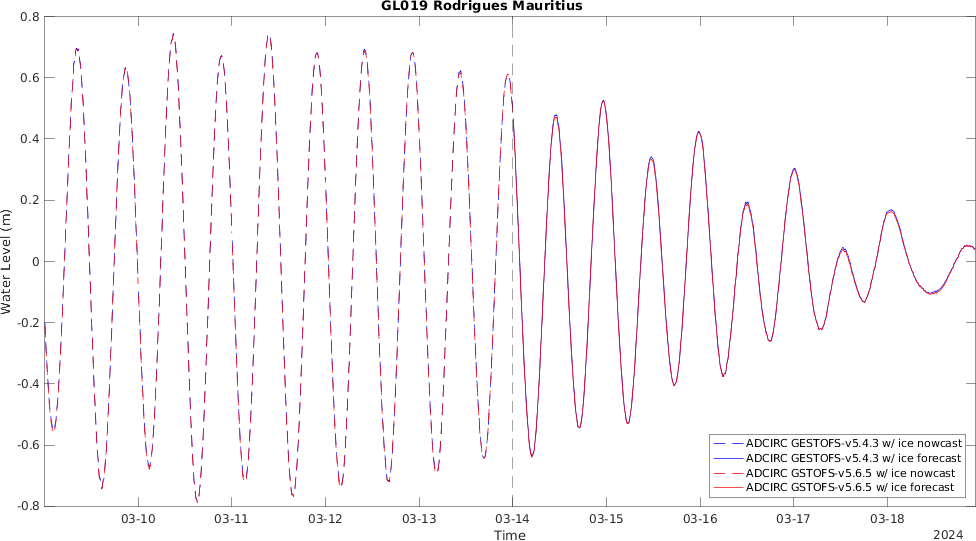 GL019 Rodrigues Mauritius
0.8
0.6
0.4
0.2
0
-0.2
-0.4
-0.6
-0.8
Water Level (m)
ADCIRC GESTOFS-v5.4.3 w/ ice nowcast
ADCIRC GESTOFS-v5.4.3 w/ ice forecast
ADCIRC GSTOFS-v5.6.5 w/ ice nowcast
ADCIRC GSTOFS-v5.6.5 w/ ice forecast
03-10 03-11 03-12 03-13 03-14 03-15 03-16 03-17 03-18
Time
2024